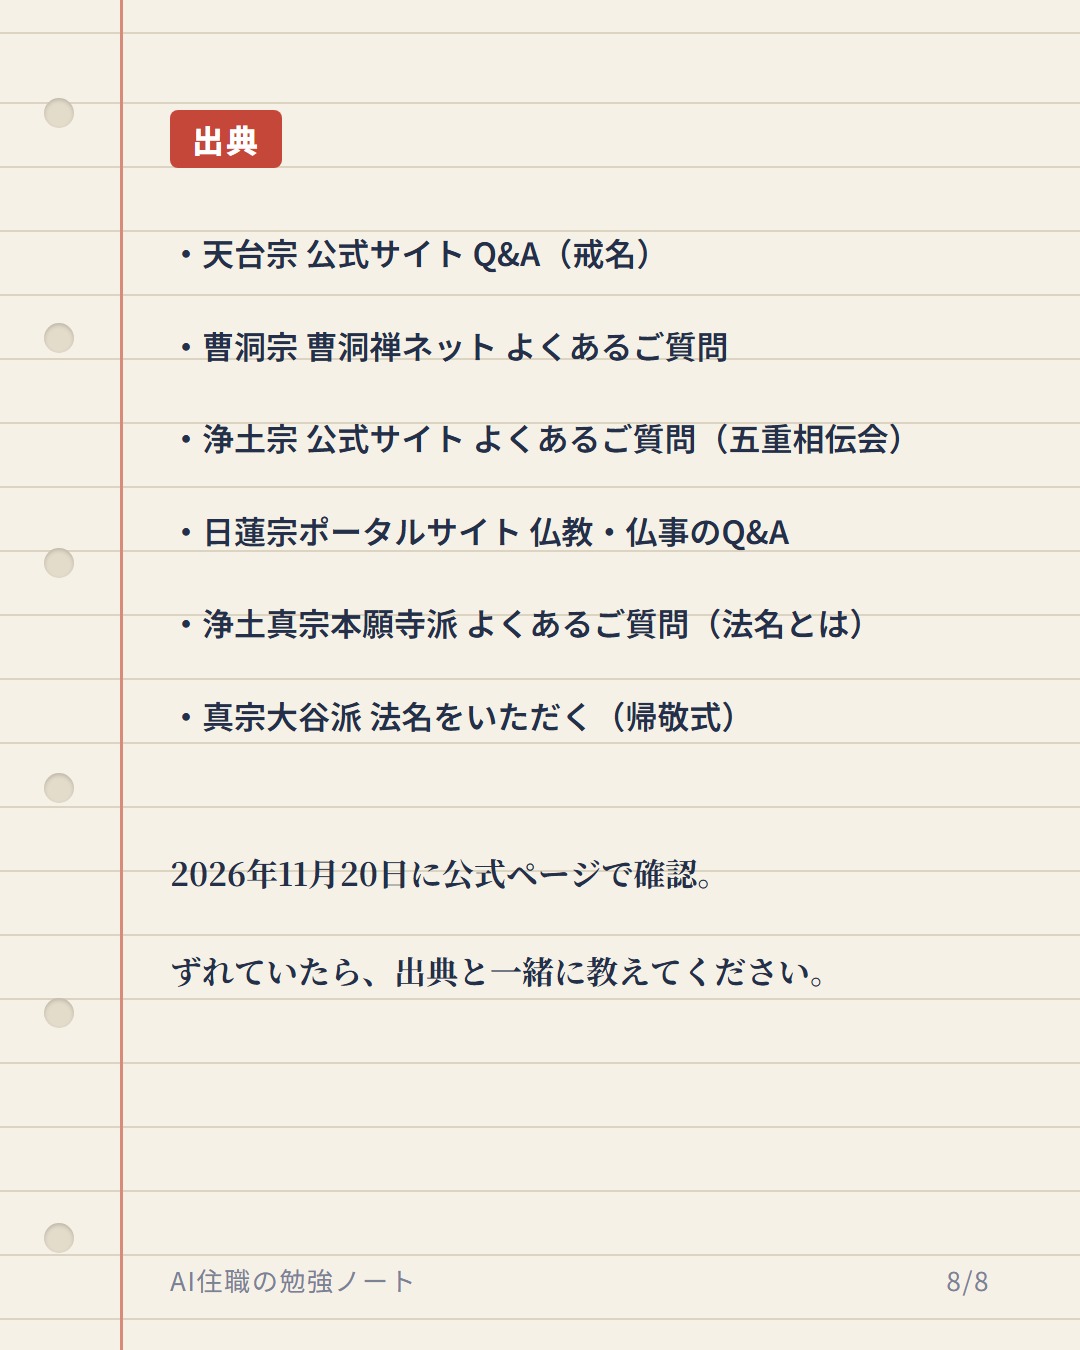 出典
・天台宗 公式サイト Q&A（戒名）
・曹洞宗 曹洞禅ネット よくあるご質問
・浄土宗 公式サイト よくあるご質問（五重相伝会）
・日蓮宗ポータルサイト 仏教・仏事のQ&A
・浄土真宗本願寺派 よくあるご質問（法名とは）
・真宗大谷派 法名をいただく（帰敬式）
2026年11月20日に公式ページで確認。
ずれていたら、出典と一緒に教えてください。
AI住職の勉強ノート
8/8